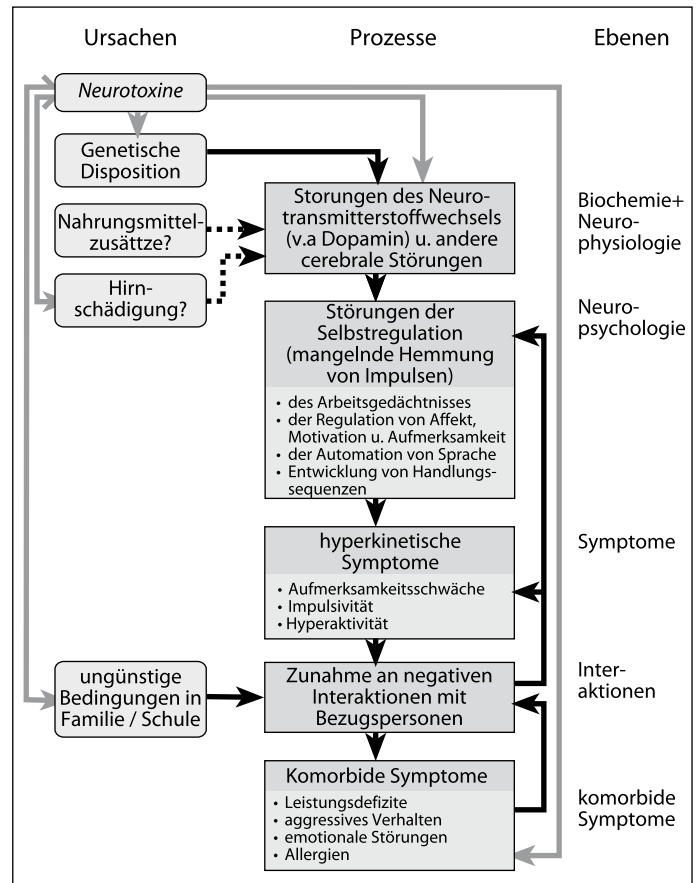 Ursachen
Prozesse
Ebenen
Neurotoxine
Genetische
Disposition
Nahrungsmittel-
zusätze?
Hirn-
schädigung?
Storungen des Neuro-
transmitterstoffwechsels
(v.a Dopamin) u. andere
cerebrale Störungen
Biochemie+
Neuro-
physiologie
Störungen der
Selbstregulation
(mangelnde Hemmung
von Impulsen)
• des Arbeitsgedächtnisses
• der Regulation von Affekt,
Motivation u. Aufmerksamkeit
• der Automation von Sprache
• Entwicklung von Handlungs-
sequenzen
Neuro-
psychologie
hyperkinetische
Symptome
• Aufmerksamkeitsschwäche
• Impulsivität
• Hyperaktivität
Symptome
ungünstige
Bedingungen in
Familie / Schule
Zunahme an negativen
Interaktionen mit
Bezugspersonen
Inter-
aktionen
Komorbide Symptome
• Leistungsdefizite
• aggressives Verhalten
• emotionale Störungen
• Allergien
komorbide
Symptome